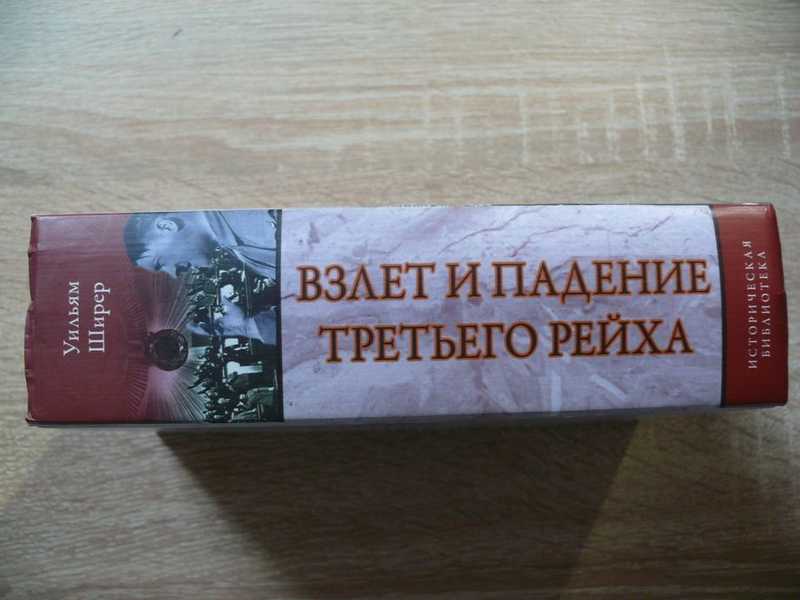 Уильям
Ширер
ВЗЛЕТ И ПАДЕНИЕ
ТРЕТЬЕГО РЕЙХА
ИСТОРИЧЕСКАЯ
БИБЛИОТЕКА